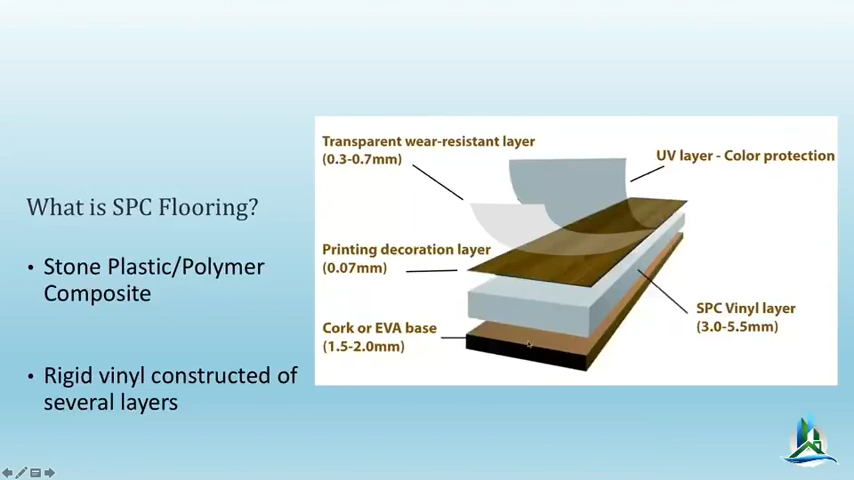 What is SPC Flooring?
• Stone Plastic/Polymer
Composite
• Rigid vinyl constructed of
several layers
Transparent wear-resistant layer
(0.3-0.7mm)
UV layer - Color protection
Printing decoration layer
(0.07mm)
SPC Vinyl layer
(3.0-5.5mm)
Cork or EVA base
(1.5-2.0mm)